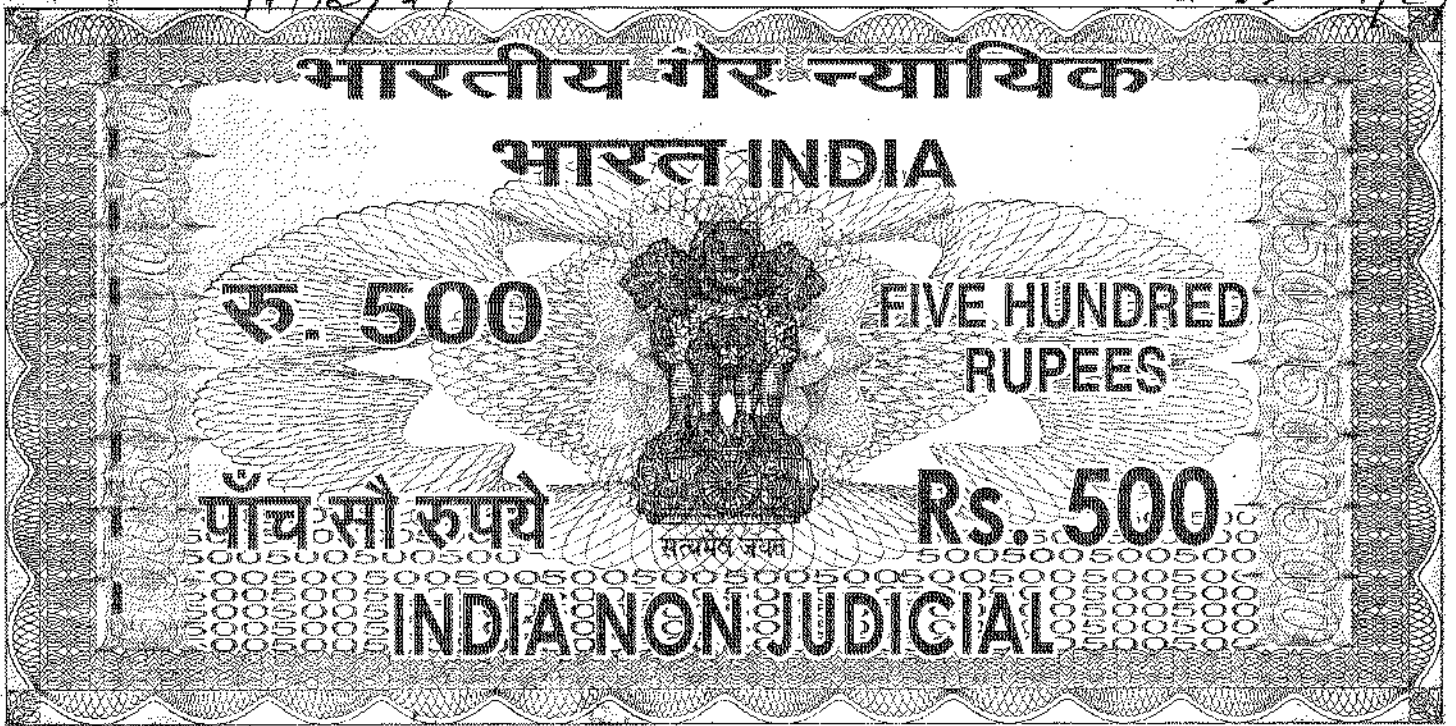 भारतीय गैर न्यायिक
भारत INDIA
रु. 500
FIVE HUNDRED
RUPEES
पाँच सौ रुपये
Rs. 500
सत्यमेव जयते
INDIA NON JUDICIAL